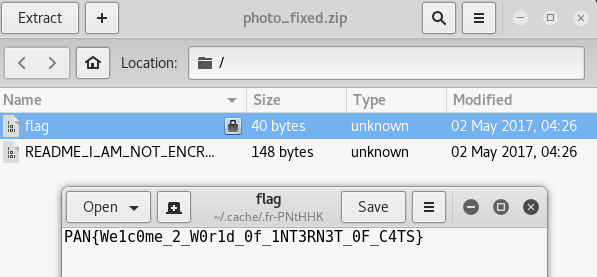 Extract
+
photo_fixed.zip
Location:
/
Name Size Type Modified
flag 40 bytes unknown 02 May 2017, 04:26
README_I_AM_NOT_ENCR... 148 bytes unknown 02 May 2017, 04:26
Open
flag
~/.cache/.fr-PNtHHK
Save
PAN{We1c0me_2_W0r1d_0f_1NT3RN3T_0F_C4TS}